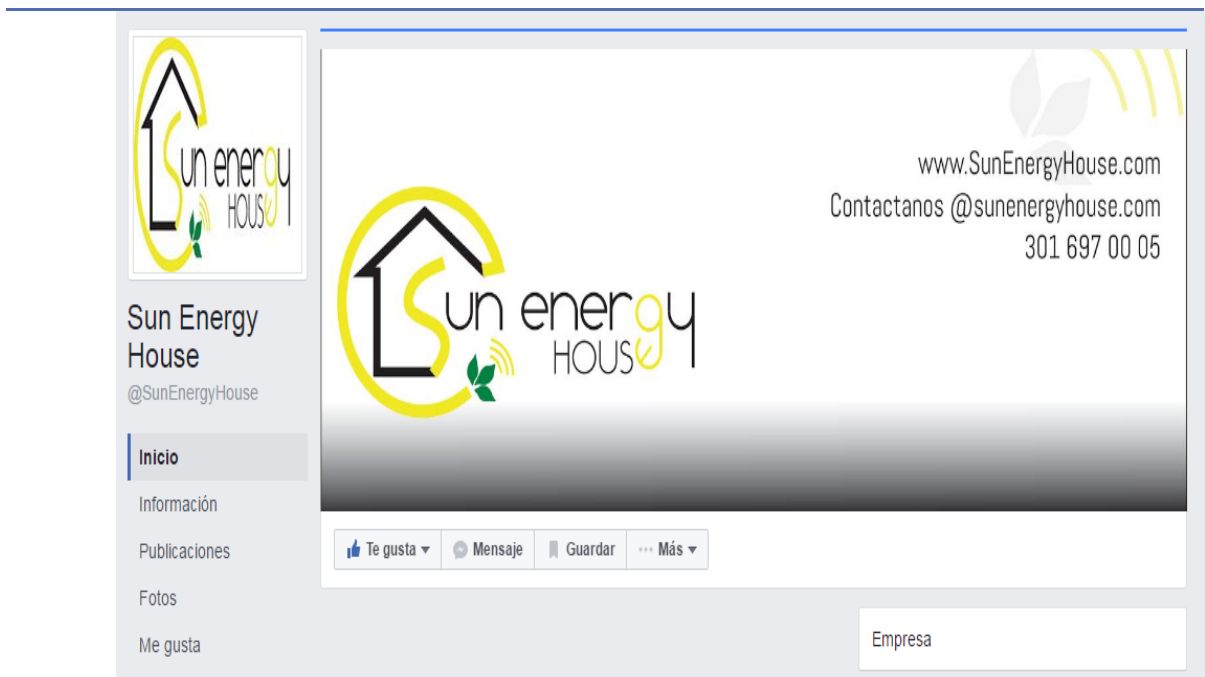 Sun energy
HOUSe
Sun Energy
House
@SunEnergyHouse
Inicio
Información
Publicaciones
Fotos
Me gusta
www.SunEnergyHouse.com
Contactanos @sunenergyhouse.com
301 697 00 05
Sun energy
HOUSe
Te gusta
Mensaje
Guardar
Más
Empresa